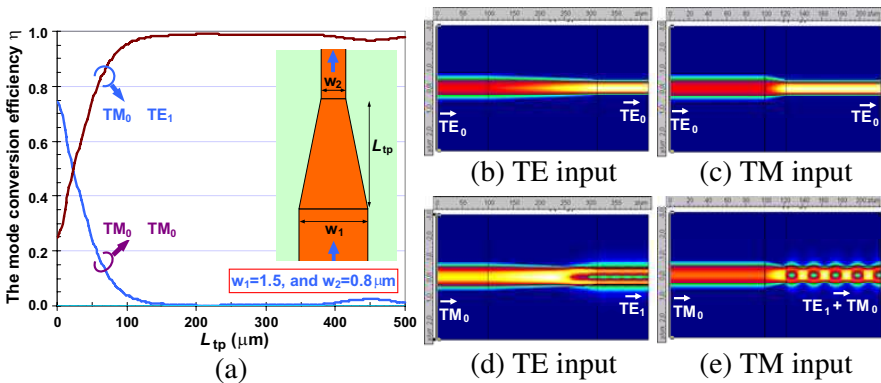 The mode conversion efficiency η
1.0
0.8
0.6
0.4
0.2
0.0
TM0 TE1
TM0 TM0
w2
Ltp
w1
w1=1.5, and w2=0.8 μm
0 100 200 300 400 500
Ltp (μm)
(a)
TE0 TE0
(b) TE input
TE0 TE0
(c) TM input
TM0 TE1
(d) TE input
TM0 TE1 + TM0
(e) TM input